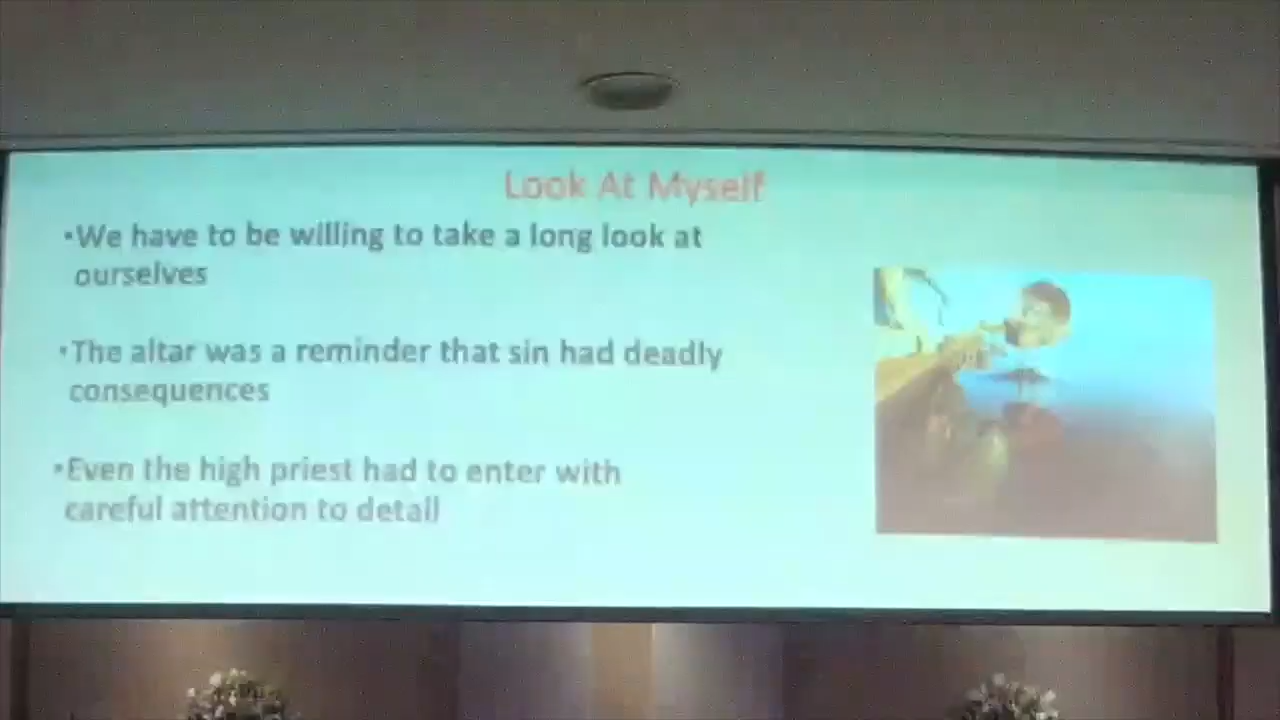 Look At Myself
•We have to be willing to take a long look at
ourselves
•The altar was a reminder that sin had deadly
consequences
•Even the high priest had to enter with
careful attention to detail